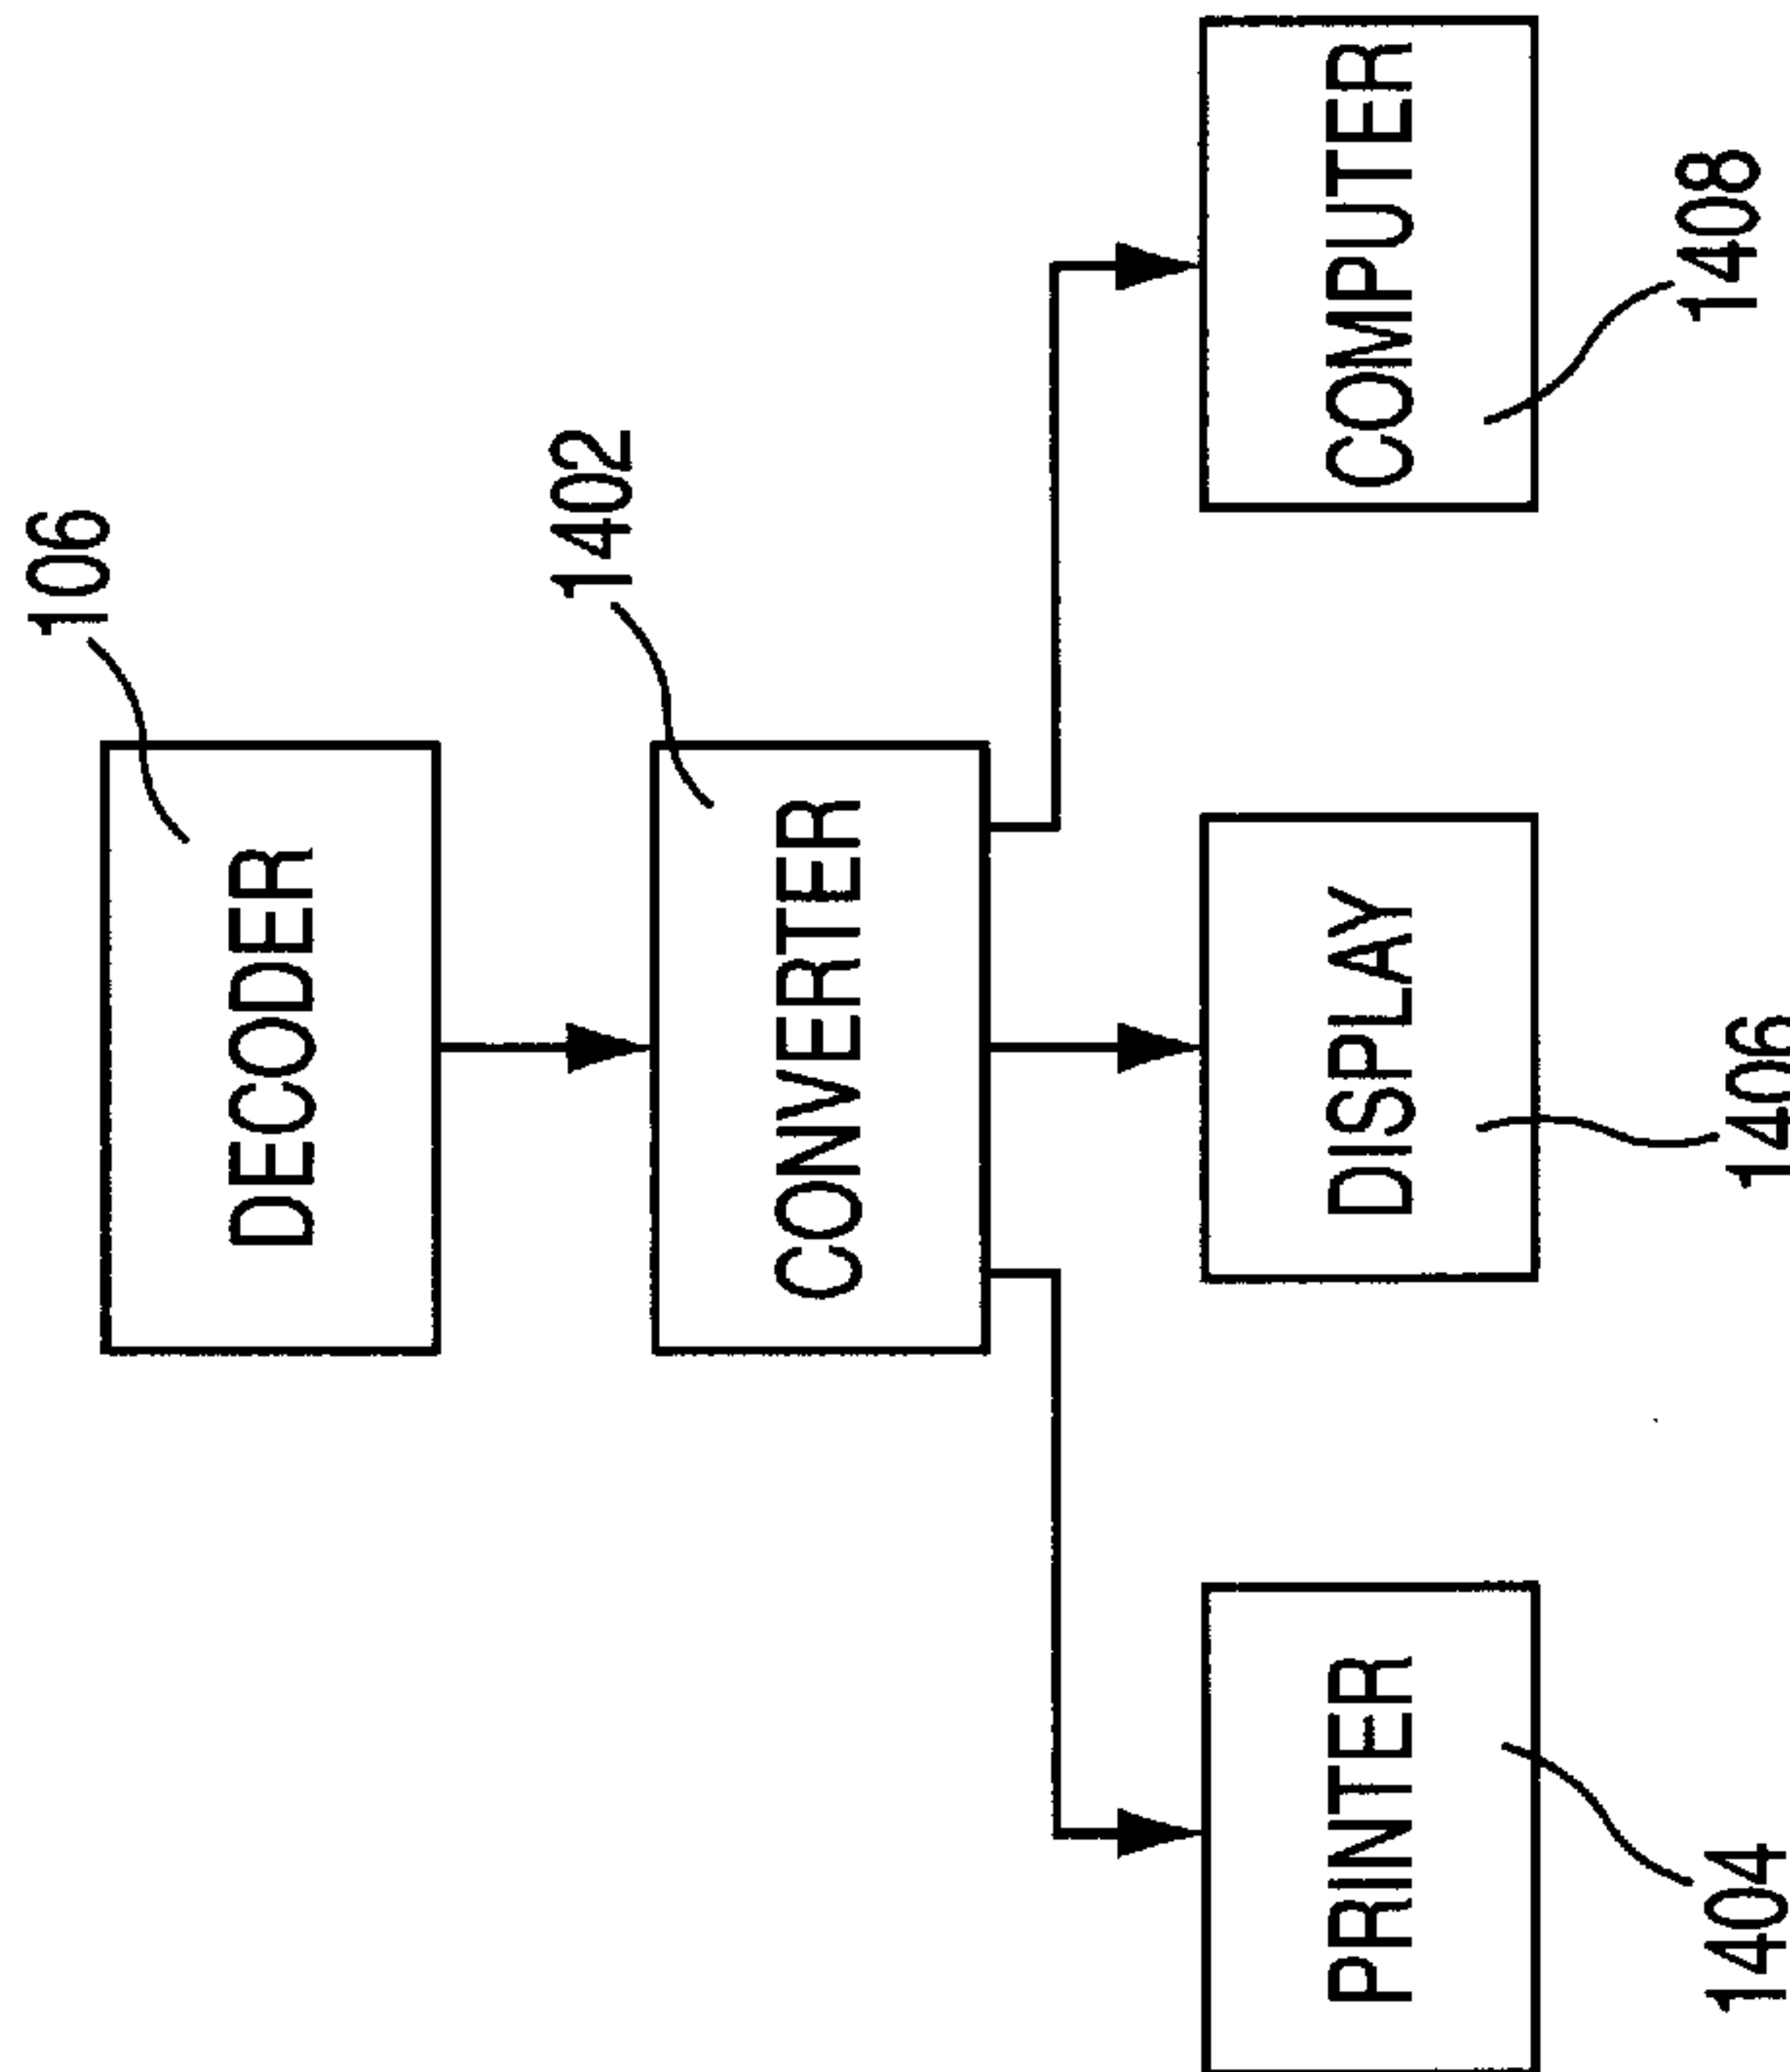 106
DECODER
1402
CONVERTER
PRINTER
DISPLAY
COMPUTER
1404
1406
1408